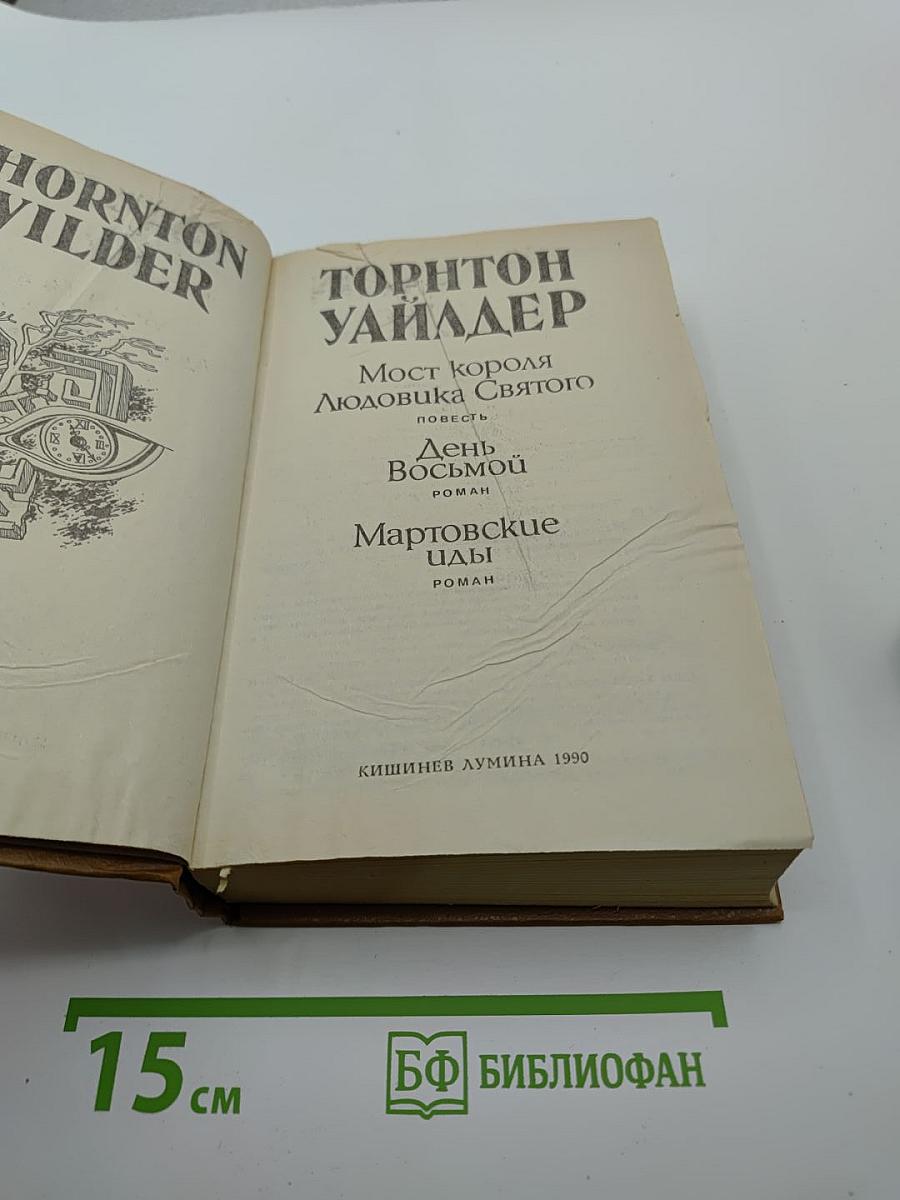 HORNTON
WILDER
ТОРНТОН
УАЙЛДЕР
Мост короля
Людовика Святого
ПОВЕСТЬ
День
Восьмой
РОМАН
Мартовские
иды
РОМАН
КИШИНЕВ ЛУМИНА 1990
15 см
БФ БИБЛИОФАН